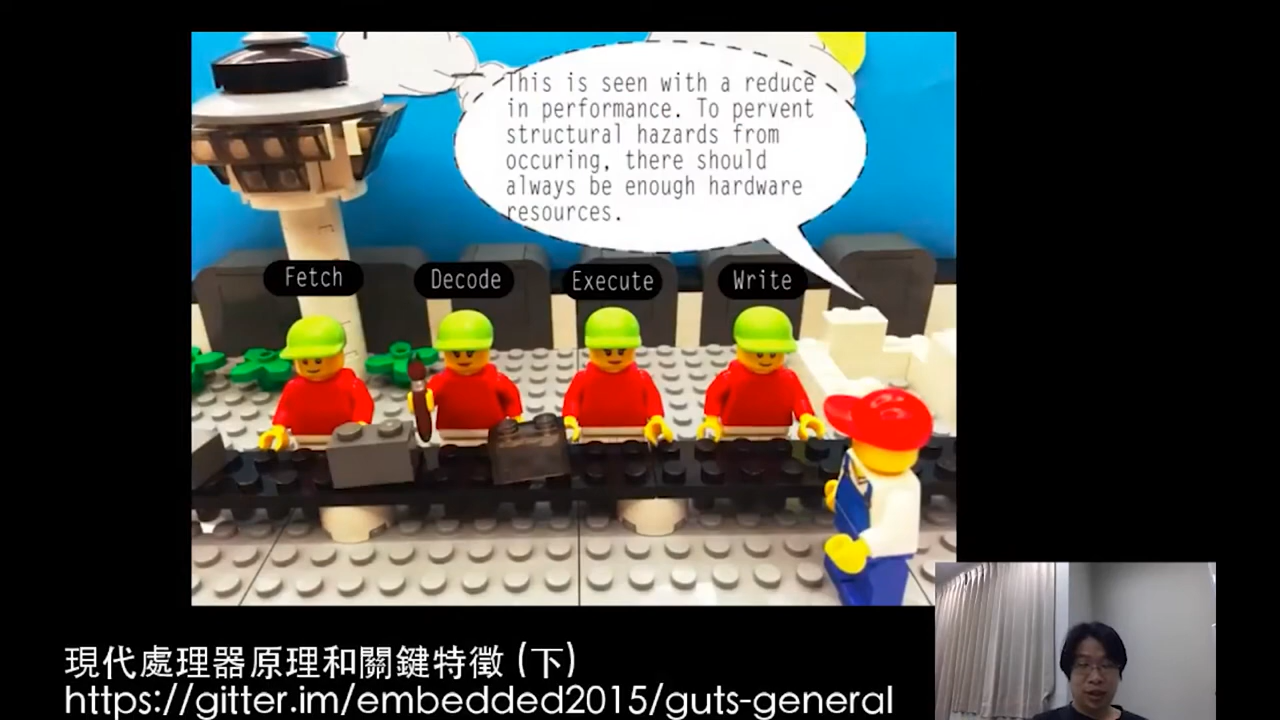 This is seen with a reduce
in performance. To pervent
structural hazards from
occuring, there should
always be enough hardware
resources.
Fetch
Decode
Execute
Write
現代處理器原理和關鍵特徵 (下)
https://gitter.im/embedded2015/guts-general